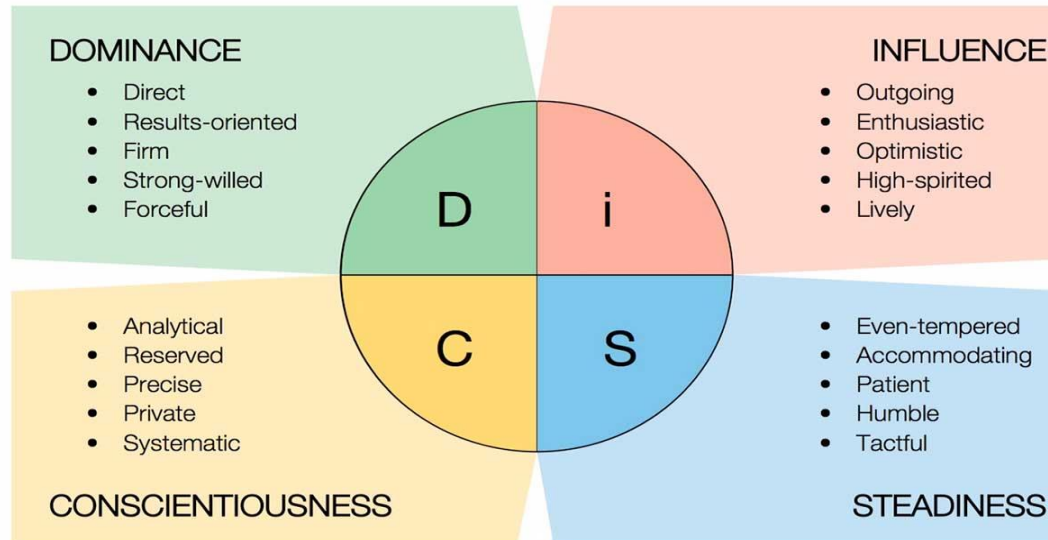 DOMINANCE
• Direct
• Results-oriented
• Firm
• Strong-willed
• Forceful
INFLUENCE
• Outgoing
• Enthusiastic
• Optimistic
• High-spirited
• Lively
D
i
C
S
• Analytical
• Reserved
• Precise
• Private
• Systematic
CONSCIENTIOUSNESS
• Even-tempered
• Accommodating
• Patient
• Humble
• Tactful
STEADINESS